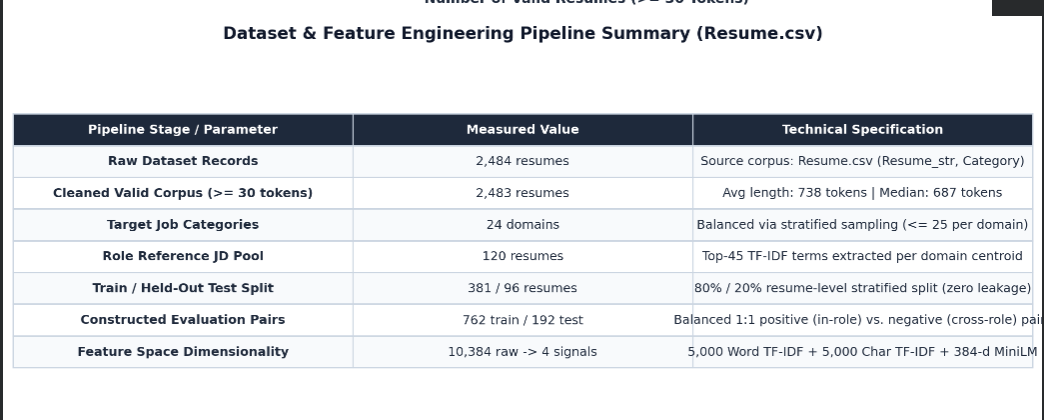 Number of Valid Resumes (>= 30 Tokens)
Dataset & Feature Engineering Pipeline Summary (Resume.csv)
Pipeline Stage / Parameter Measured Value Technical Specification
Raw Dataset Records 2,484 resumes Source corpus: Resume.csv (Resume_str, Category)
Cleaned Valid Corpus (>= 30 tokens) 2,483 resumes Avg length: 738 tokens | Median: 687 tokens
Target Job Categories 24 domains Balanced via stratified sampling (<= 25 per domain)
Role Reference JD Pool 120 resumes Top-45 TF-IDF terms extracted per domain centroid
Train / Held-Out Test Split 381 / 96 resumes 80% / 20% resume-level stratified split (zero leakage)
Constructed Evaluation Pairs 762 train / 192 test Balanced 1:1 positive (in-role) vs. negative (cross-role)
Feature Space Dimensionality 10,384 raw -> 4 signals 5,000 Word TF-IDF + 5,000 Char TF-IDF + 384-d MiniLM